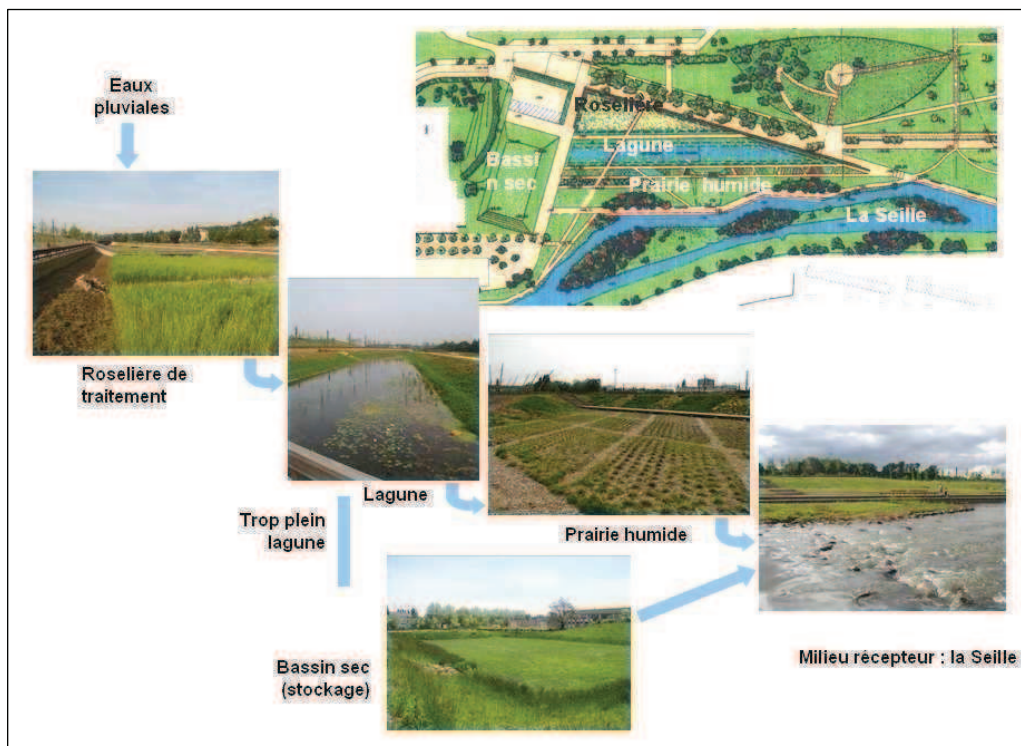 Eaux
pluviales
Roselière
Lagune
Bassi
n sec
Prairie humide
La Seille
Roselière de
traitement
Lagune
Trop plein
lagune
Prairie humide
Bassin sec
(stockage)
Milieu récepteur : la Seille